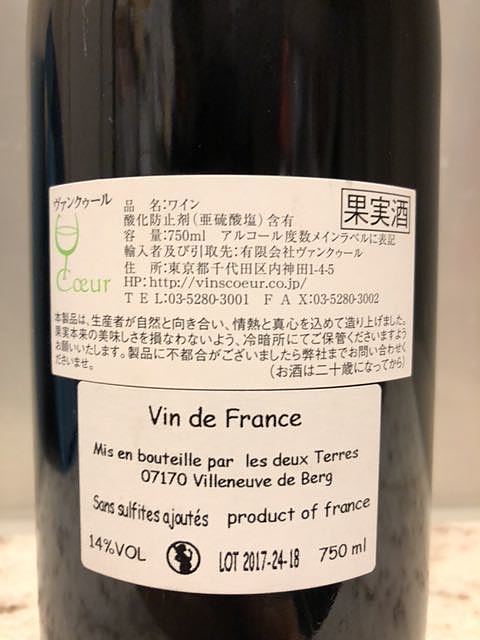 ヴァンクゥール
Cœur
品 名:ワイン
酸化防止剤(亜硫酸塩)含有
容 量:750ml アルコール度数メインラベルに表記
輸入者及び引取先:有限会社ヴァンクゥール
住 所:東京都千代田区内神田1-4-5
HP:http://vinscoeur.co.jp/
TEL:03-5280-3001 FAX:03-5280-3002
果実酒
本製品は、生産者が自然と向き合い、情熱と真心を込めて造り上げました。
果実本来の美味しさを損なわないよう、冷暗所にてご保管くださいますよう
お願いいたします。製品に不都合がございましたら弊社までお問い合わせく
ださいませ。 (お酒は二十歳になってから)
Vin de France
Mis en bouteille par les deux Terres
07170 Villeneuve de Berg
Sans sulfites ajoutés product of france
14%VOL LOT 2017-24-18 750 ml